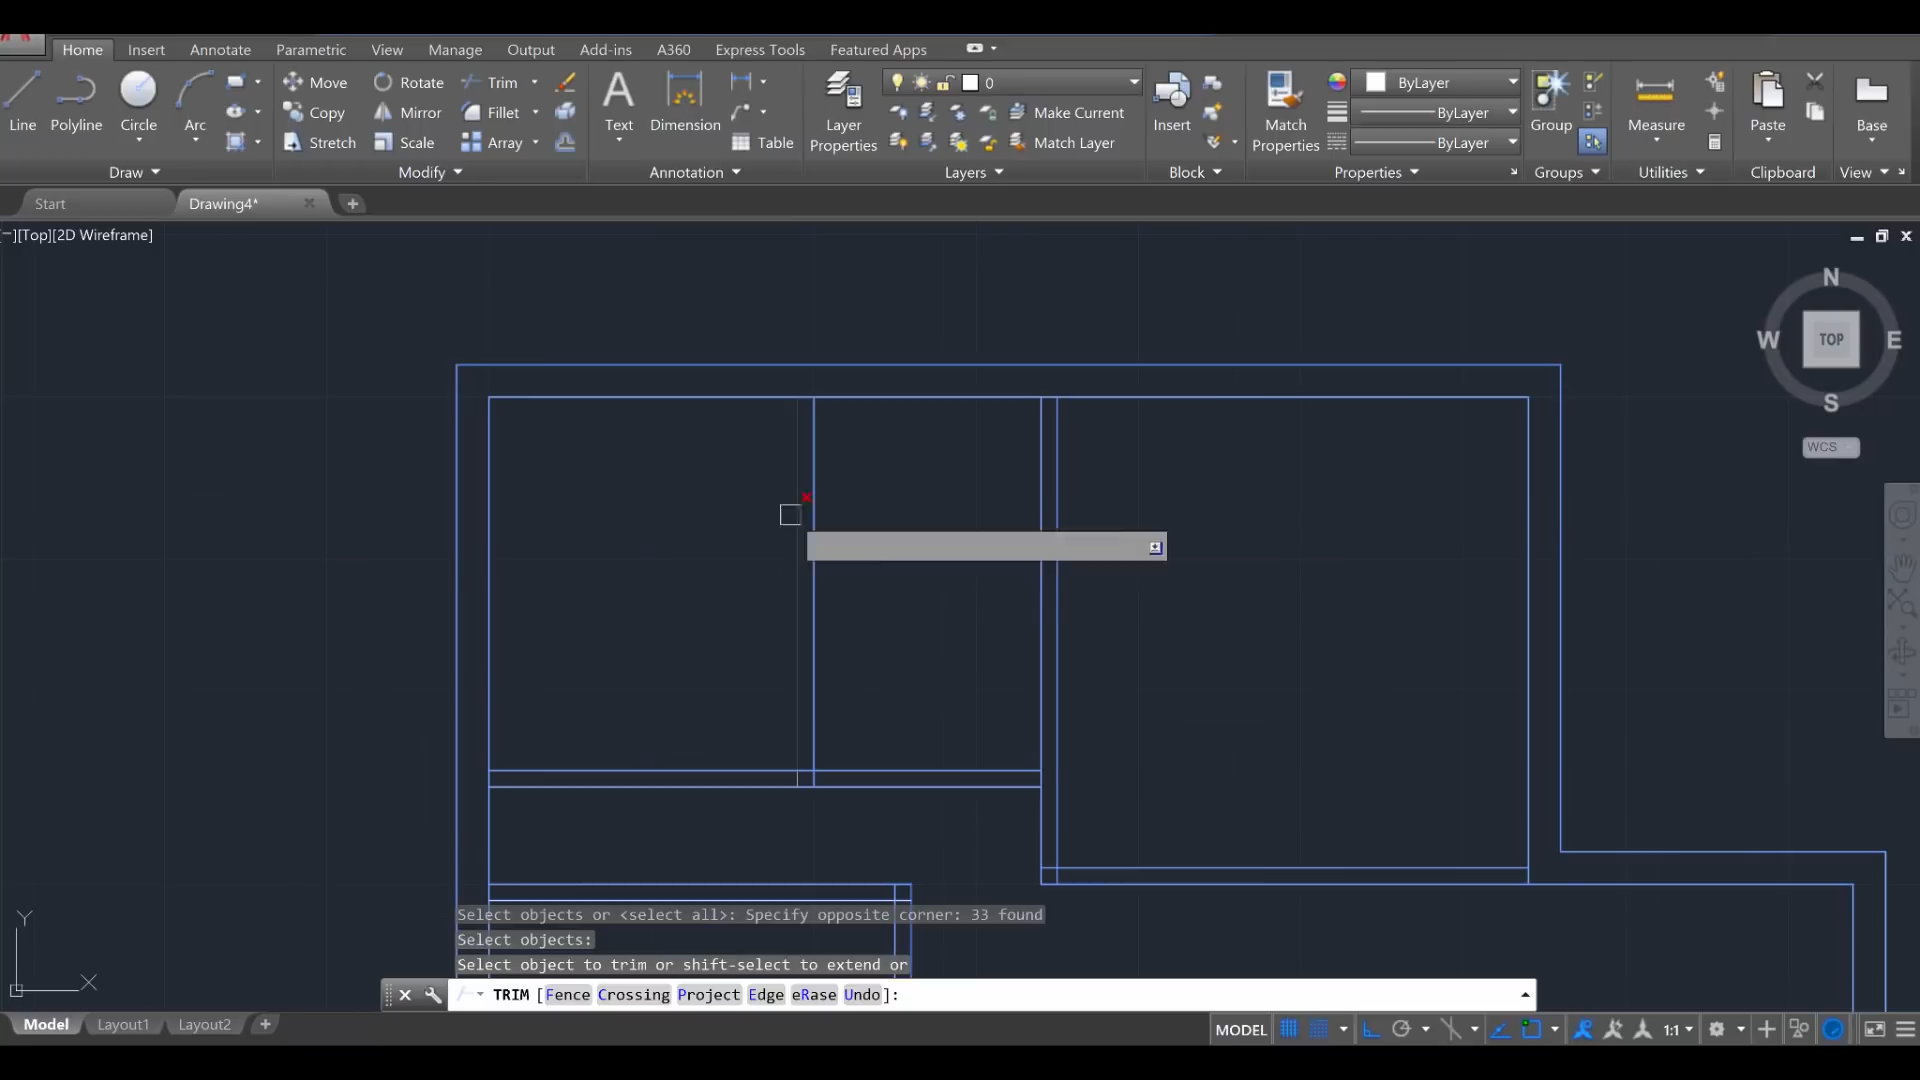 Home Insert Annotate Parametric View Manage Output Add-ins A360 Express Tools Featured Apps
Line Polyline Circle Arc
Move Rotate Trim
Copy Mirror Fillet
Stretch Scale Array
Text Dimension Table
Layer Properties
0
Make Current
Match Layer
Insert
Match Properties
ByLayer
ByLayer
ByLayer
Group
Measure
Paste
Base
Draw Modify Annotation Layers Block Properties Groups Utilities Clipboard View
Start Drawing4*
[−][Top][2D Wireframe]
N
W TOP E
S
WCS
Y
X
Select objects or <select all>: Specify opposite corner: 33 found
Select objects:
Select object to trim or shift-select to extend or
TRIM [Fence Crossing Project Edge eRase Undo]:
Model Layout1 Layout2 +
MODEL 1:1